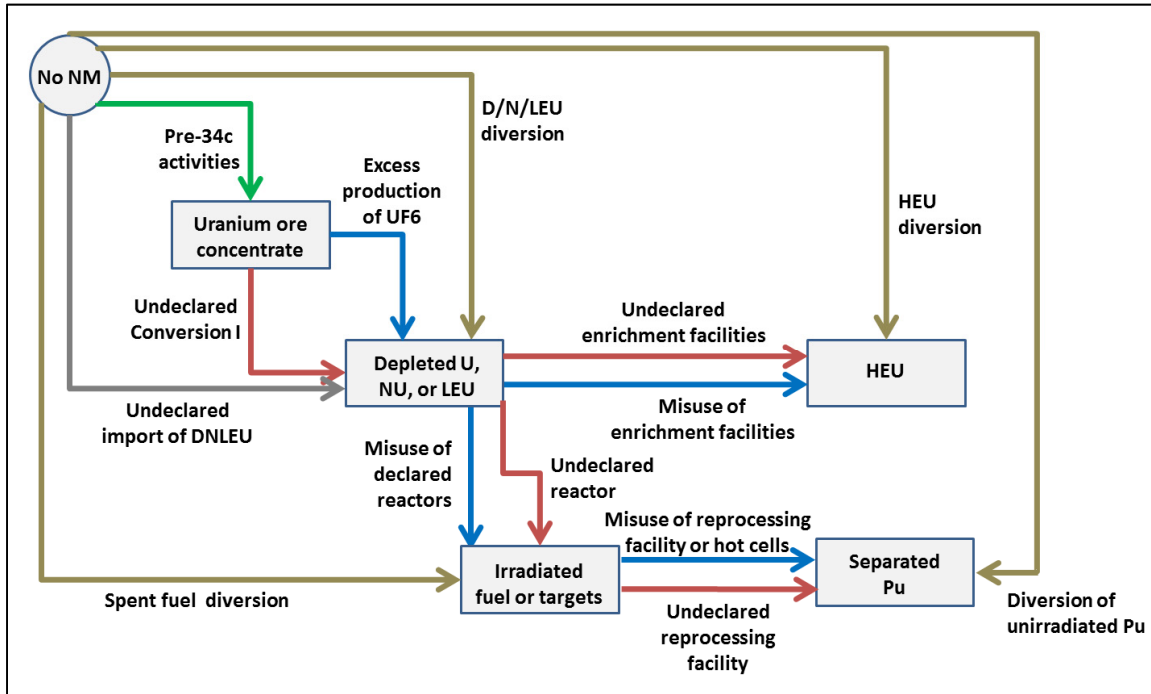 No NM
Pre-34c
activities
D/N/LEU
diversion
HEU
diversion
Excess
production
of UF6
Uranium ore
concentrate
Undeclared
Conversion I
Undeclared
enrichment facilities
Depleted U,
NU, or LEU
HEU
Undeclared
import of DNLEU
Misuse of
enrichment facilities
Misuse of
declared
reactors
Undeclared
reactor
Misuse of reprocessing
facility or hot cells
Irradiated
fuel or targets
Separated
Pu
Spent fuel diversion
Undeclared
reprocessing
facility
Diversion of
unirradiated Pu